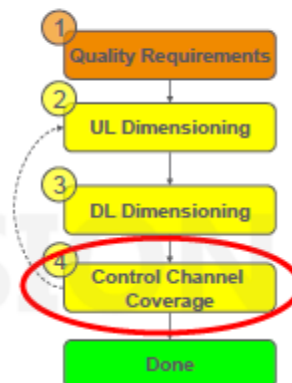 1
Quality Requirements
2
UL Dimensioning
3
DL Dimensioning
4
Control Channel
Coverage
Done